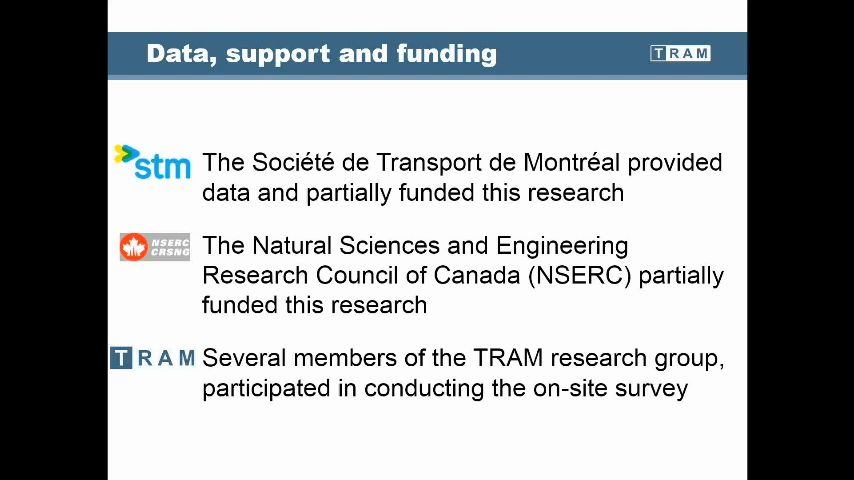 Data, support and funding
TRAM
stm
The Société de Transport de Montréal provided
data and partially funded this research
NSERC
CRSNG
The Natural Sciences and Engineering
Research Council of Canada (NSERC) partially
funded this research
TRAM
Several members of the TRAM research group,
participated in conducting the on-site survey